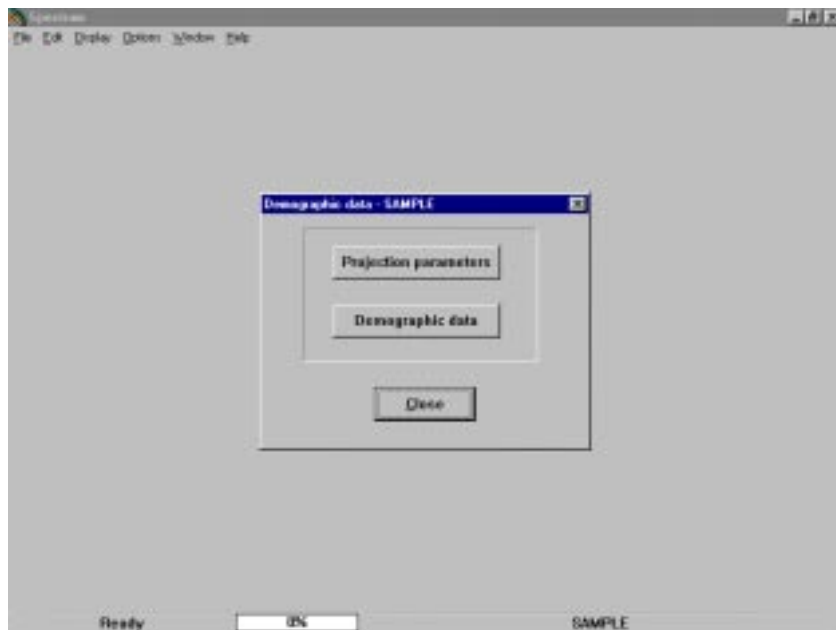 Spectrum
File Edit Display Options Window Help
Demographic data - SAMPLE
Projection parameters
Demographic data
Close
Ready 0% SAMPLE